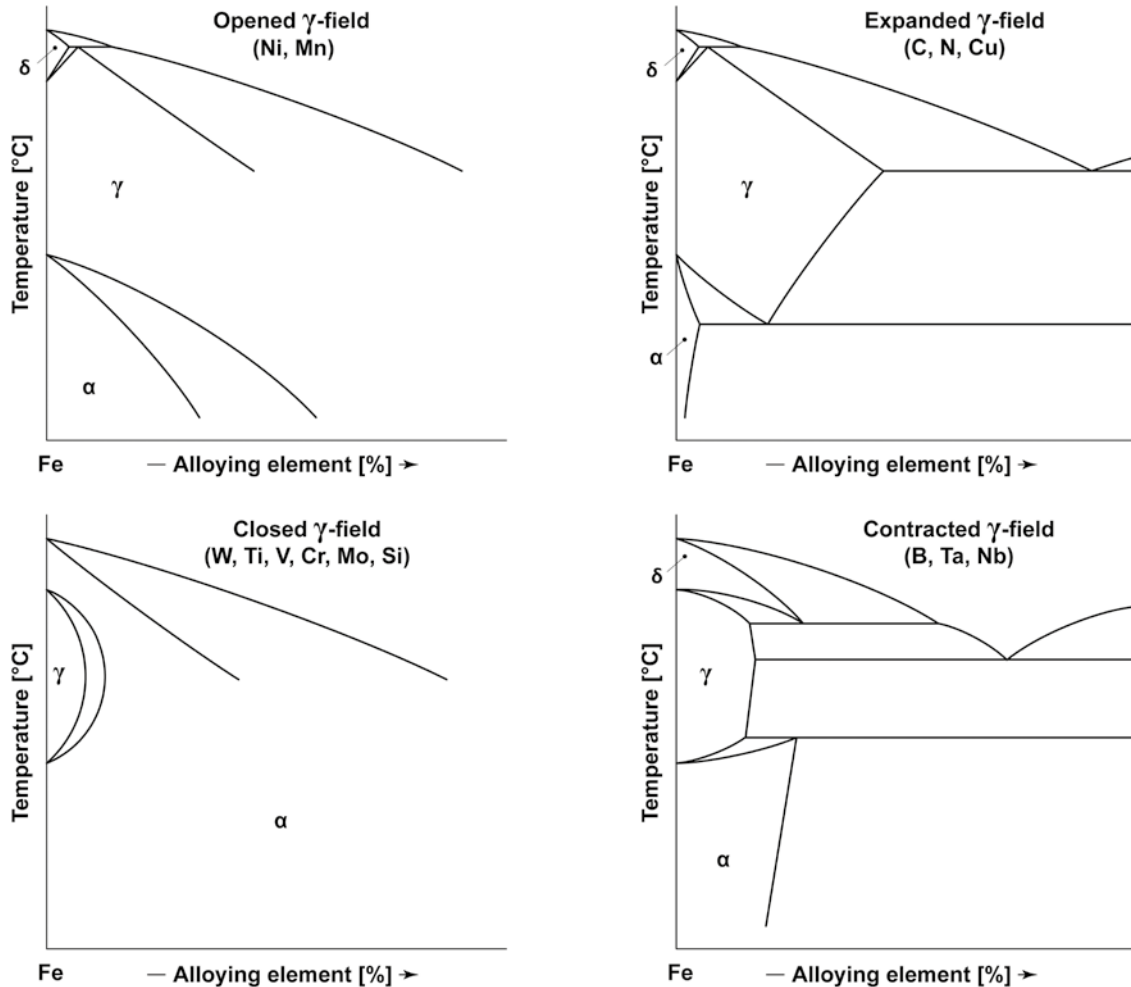 Opened γ-field
(Ni, Mn)
δ
Temperature [°C]
γ
α
Fe
— Alloying element [%] →
Expanded γ-field
(C, N, Cu)
δ
Temperature [°C]
γ
α
Fe
— Alloying element [%] →
Closed γ-field
(W, Ti, V, Cr, Mo, Si)
Temperature [°C]
γ
α
Fe
— Alloying element [%] →
Contracted γ-field
(B, Ta, Nb)
δ
Temperature [°C]
γ
α
Fe
— Alloying element [%] →